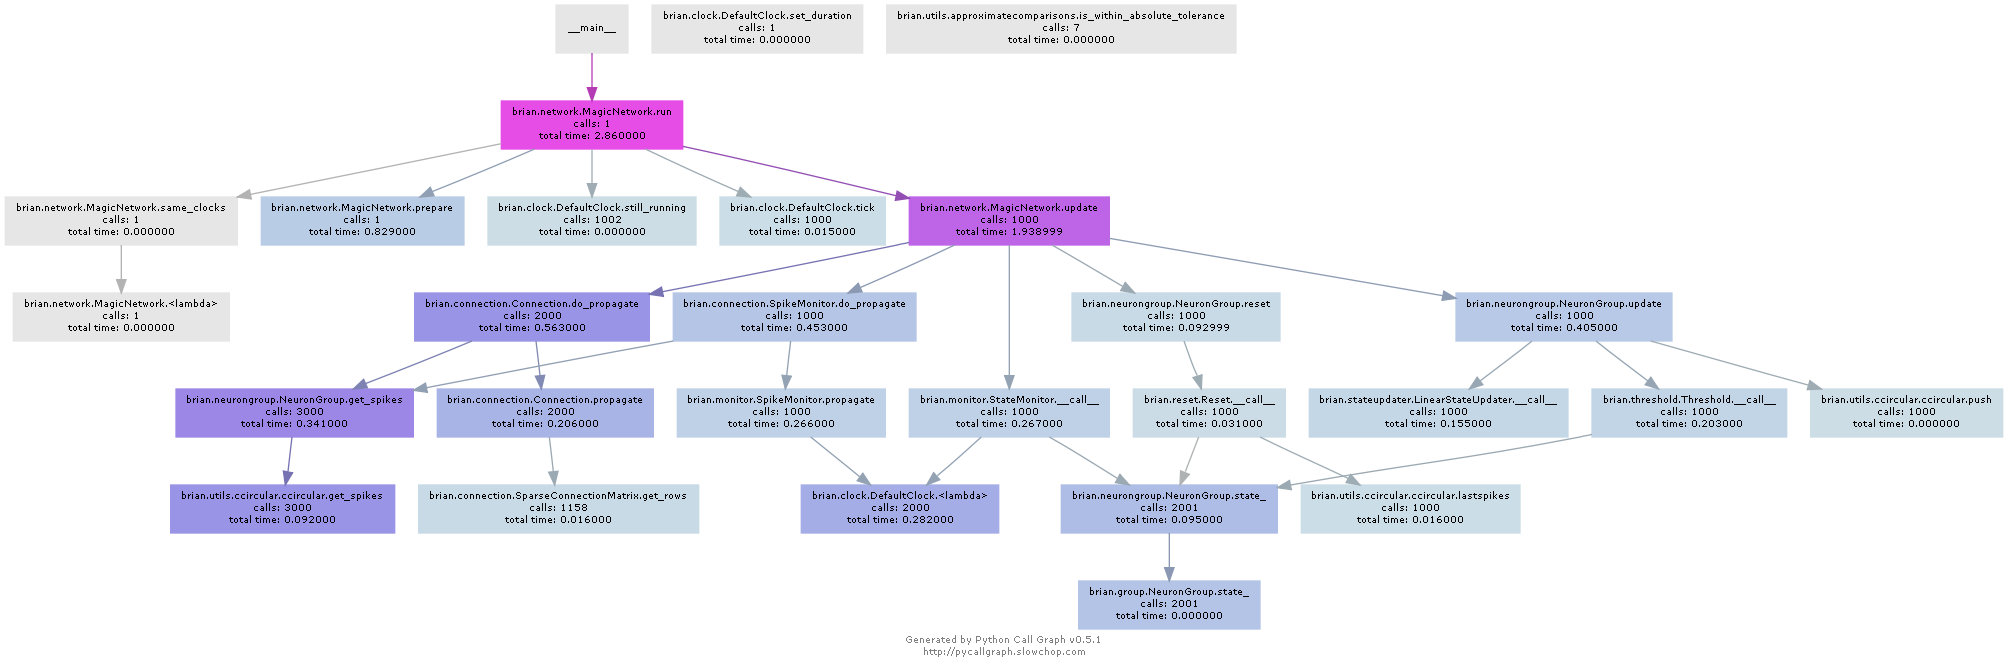 __main__
brian.clock.DefaultClock.set_duration
calls: 1
total time: 0.000000
brian.utils.approximatecomparisons.is_within_absolute_tolerance
calls: 7
total time: 0.000000
brian.network.MagicNetwork.run
calls: 1
total time: 2.860000
brian.network.MagicNetwork.same_clocks
calls: 1
total time: 0.000000
brian.network.MagicNetwork.prepare
calls: 1
total time: 0.829000
brian.clock.DefaultClock.still_running
calls: 1002
total time: 0.000000
brian.clock.DefaultClock.tick
calls: 1000
total time: 0.015000
brian.network.MagicNetwork.update
calls: 1000
total time: 1.938999
brian.network.MagicNetwork.<lambda>
calls: 1
total time: 0.000000
brian.connection.Connection.do_propagate
calls: 2000
total time: 0.563000
brian.connection.SpikeMonitor.do_propagate
calls: 1000
total time: 0.453000
brian.neurongroup.NeuronGroup.reset
calls: 1000
total time: 0.092999
brian.neurongroup.NeuronGroup.update
calls: 1000
total time: 0.405000
brian.neurongroup.NeuronGroup.get_spikes
calls: 3000
total time: 0.341000
brian.connection.Connection.propagate
calls: 2000
total time: 0.206000
brian.monitor.SpikeMonitor.propagate
calls: 1000
total time: 0.266000
brian.monitor.StateMonitor.__call__
calls: 1000
total time: 0.267000
brian.reset.Reset.__call__
calls: 1000
total time: 0.031000
brian.stateupdater.LinearStateUpdater.__call__
calls: 1000
total time: 0.155000
brian.threshold.Threshold.__call__
calls: 1000
total time: 0.203000
brian.utils.ccircular.ccircular.push
calls: 1000
total time: 0.000000
brian.utils.ccircular.ccircular.get_spikes
calls: 3000
total time: 0.092000
brian.connection.SparseConnectionMatrix.get_rows
calls: 1158
total time: 0.016000
brian.clock.DefaultClock.<lambda>
calls: 2000
total time: 0.282000
brian.neurongroup.NeuronGroup.state_
calls: 2001
total time: 0.095000
brian.utils.ccircular.ccircular.lastspikes
calls: 1000
total time: 0.016000
brian.group.NeuronGroup.state_
calls: 2001
total time: 0.000000
Generated by Python Call Graph v0.5.1
http://pycallgraph.slowchop.com